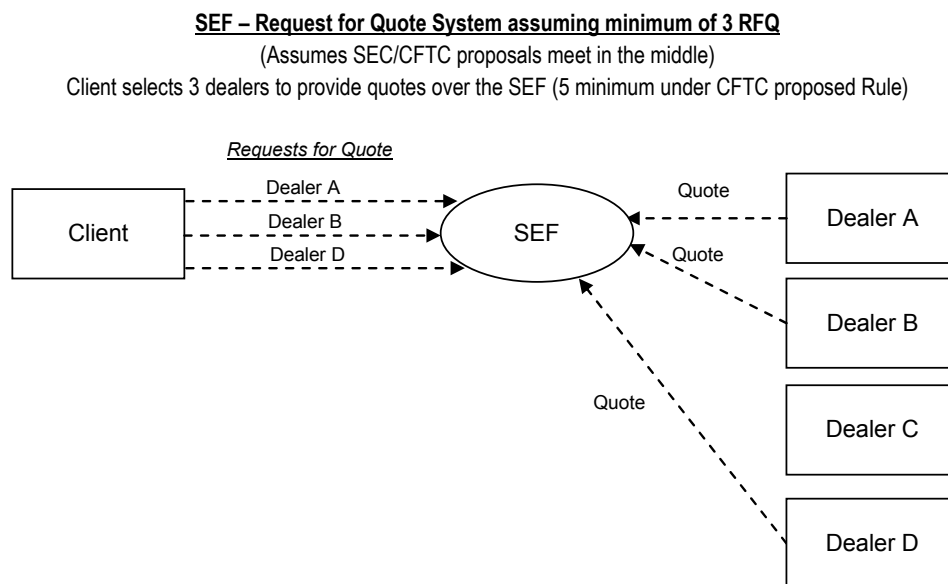 SEF – Request for Quote System assuming minimum of 3 RFQ
(Assumes SEC/CFTC proposals meet in the middle)
Client selects 3 dealers to provide quotes over the SEF (5 minimum under CFTC proposed Rule)
Requests for Quote
Dealer A
Dealer B
Dealer D
Client
SEF
Quote
Quote
Quote
Dealer A
Dealer B
Dealer C
Dealer D